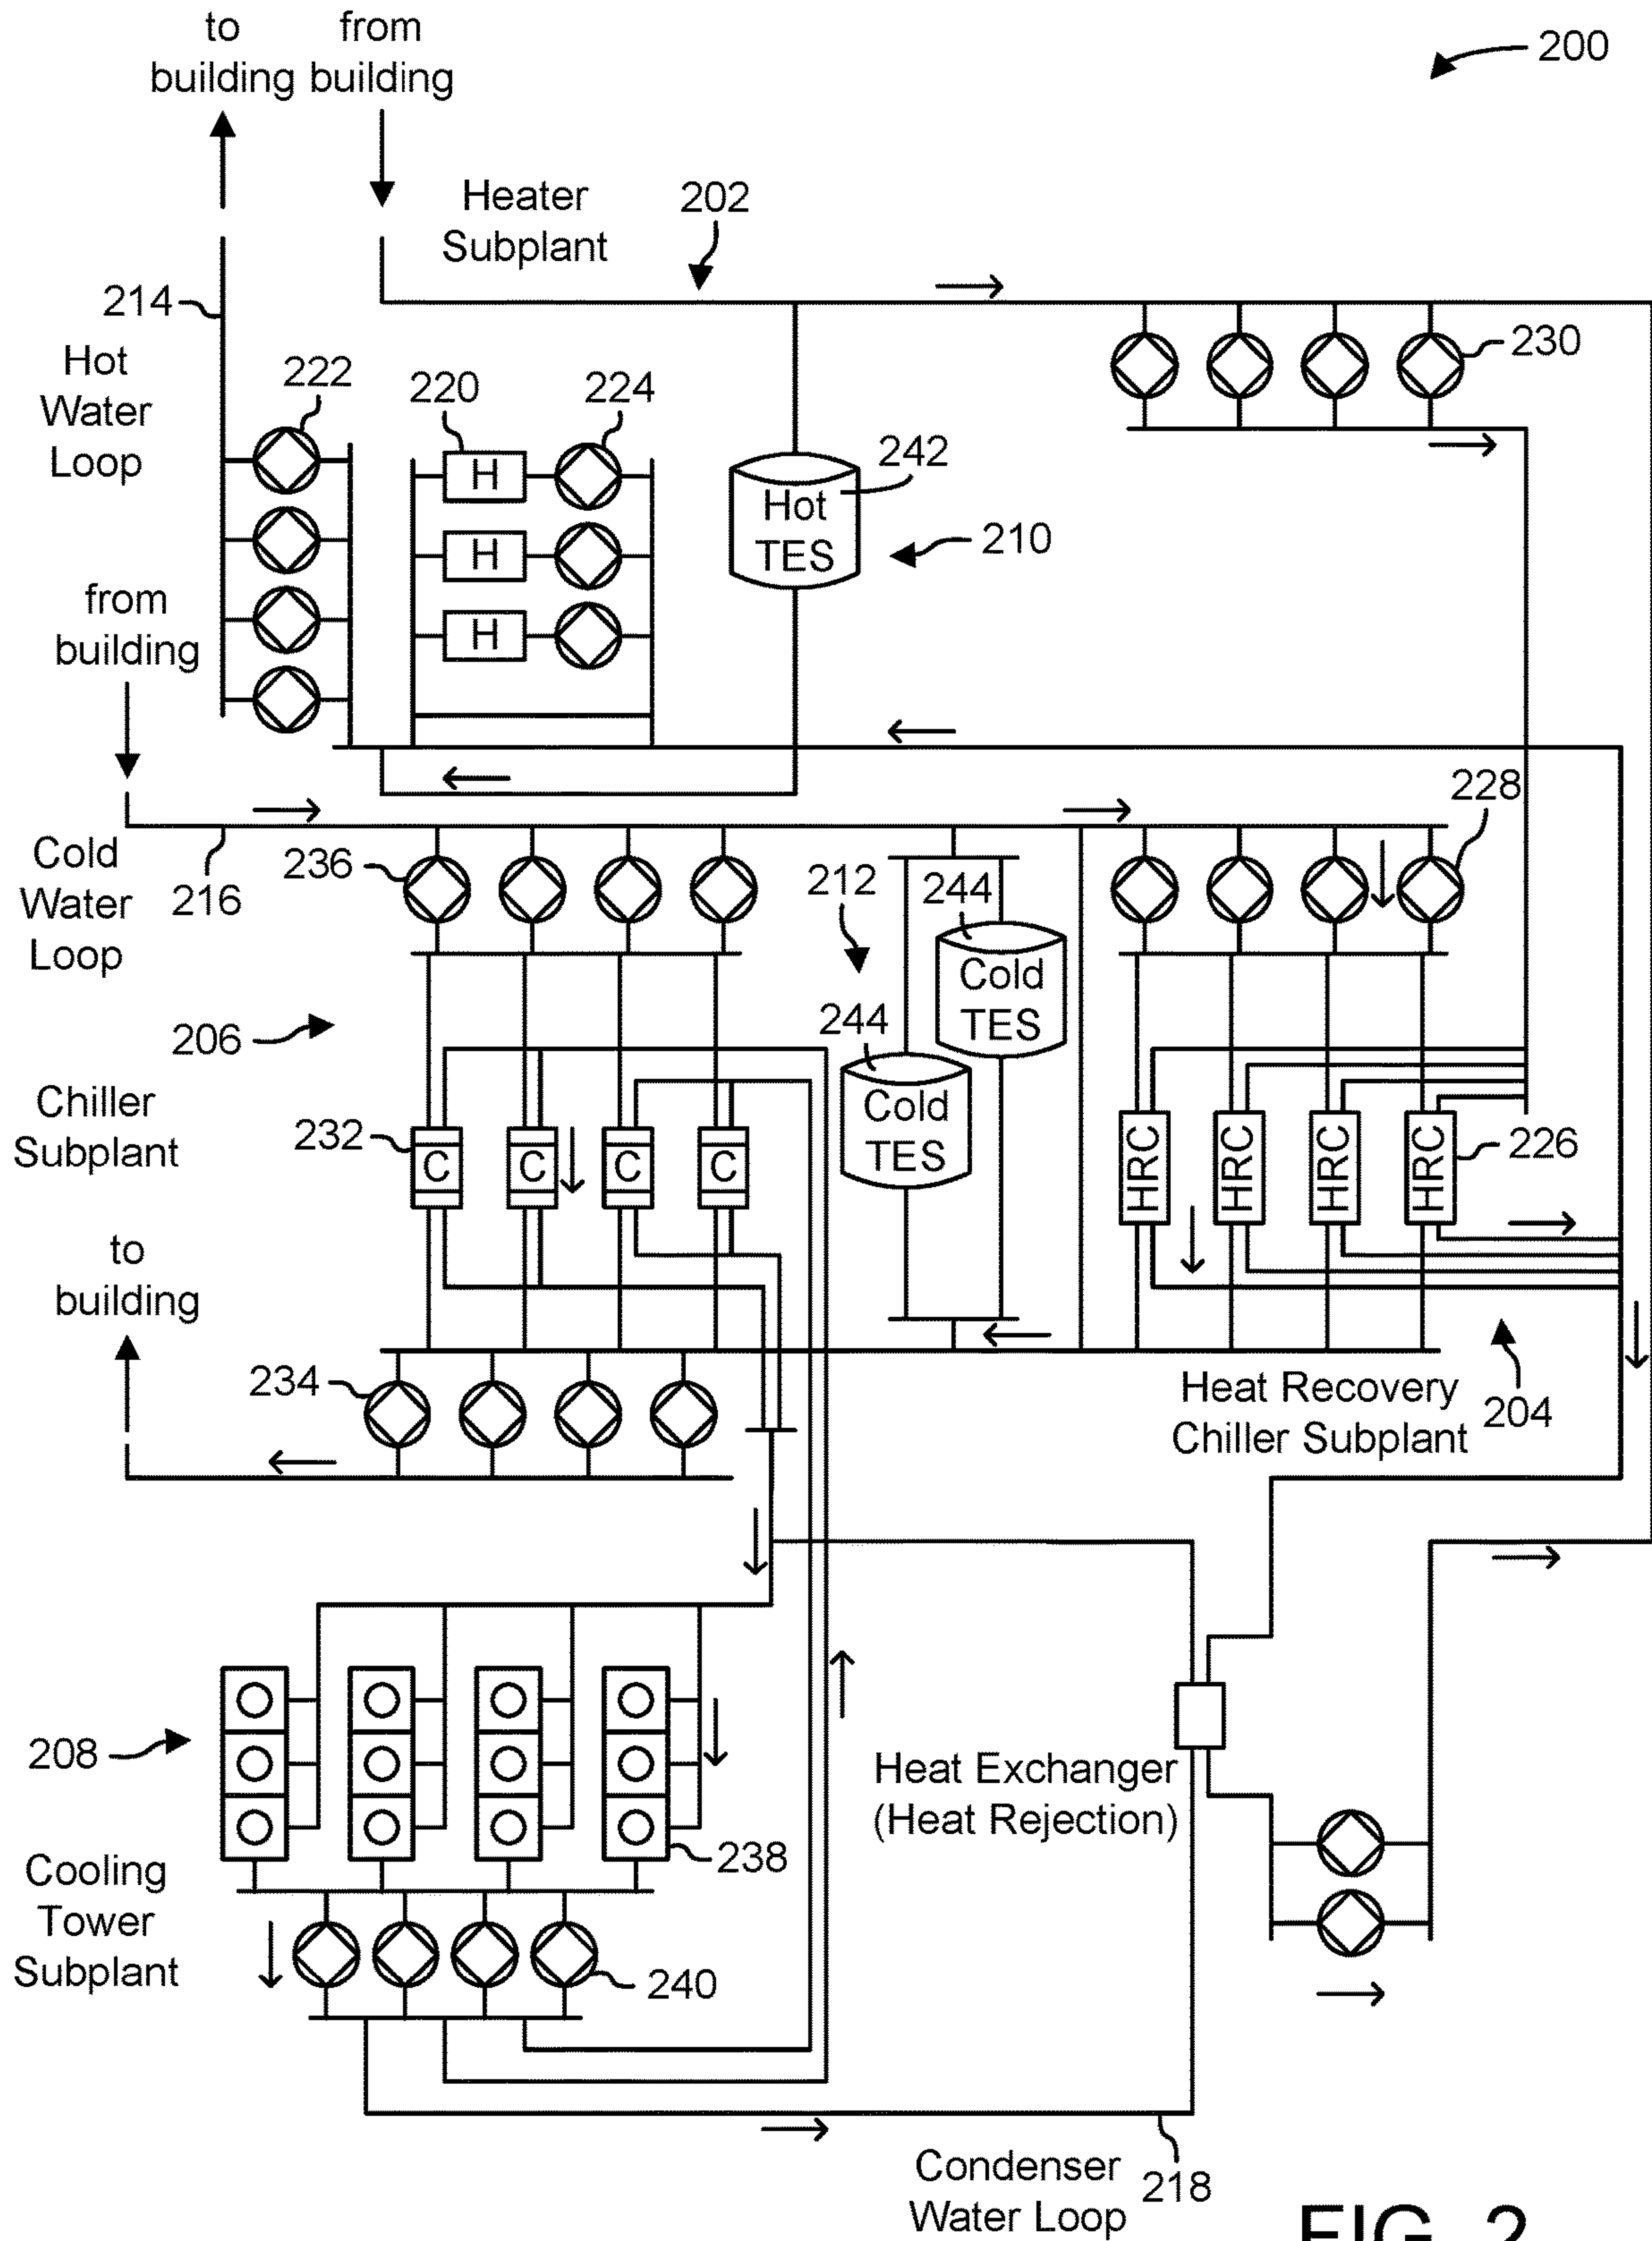 to
building
from
building
200
Heater
Subplant
202
214
Hot
Water
Loop
222
220
224
230
H
H
H
Hot
TES
242
210
from
building
228
Cold
Water
Loop
216
236
212
244
Cold
TES
244
Cold
TES
206
Chiller
Subplant
232
C
C
C
C
HRC
HRC
HRC
HRC
226
to
building
234
Heat Recovery
Chiller Subplant
204
208
Heat Exchanger
(Heat Rejection)
238
Cooling
Tower
Subplant
240
Condenser
Water Loop
218
FIG. 2